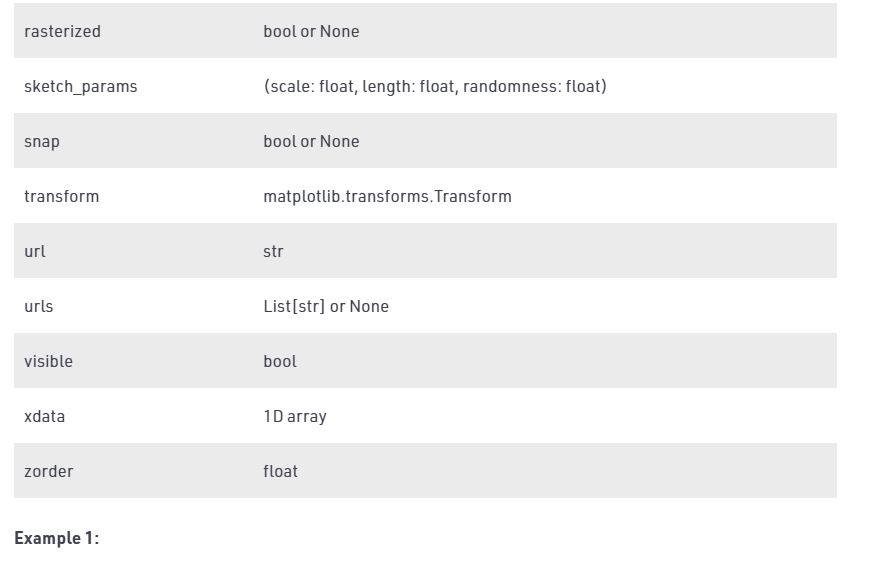 rasterized bool or None
sketch_params (scale: float, length: float, randomness: float)
snap bool or None
transform matplotlib.transforms.Transform
url str
urls List[str] or None
visible bool
xdata 1D array
zorder float
Example 1: